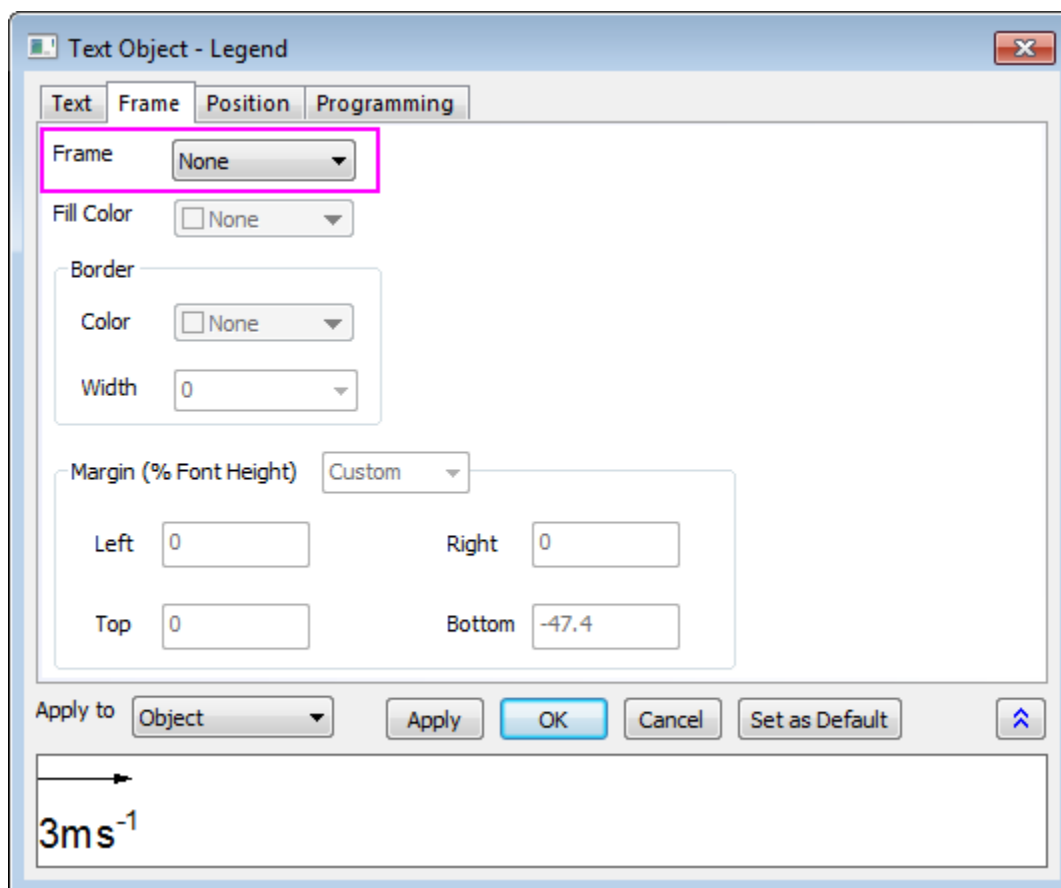 Text Object - Legend
Text Frame Position Programming
Frame None
Fill Color None
Border
Color None
Width 0
Margin (% Font Height) Custom
Left 0 Right 0
Top 0 Bottom -47.4
Apply to Object Apply OK Cancel Set as Default
3ms⁻¹